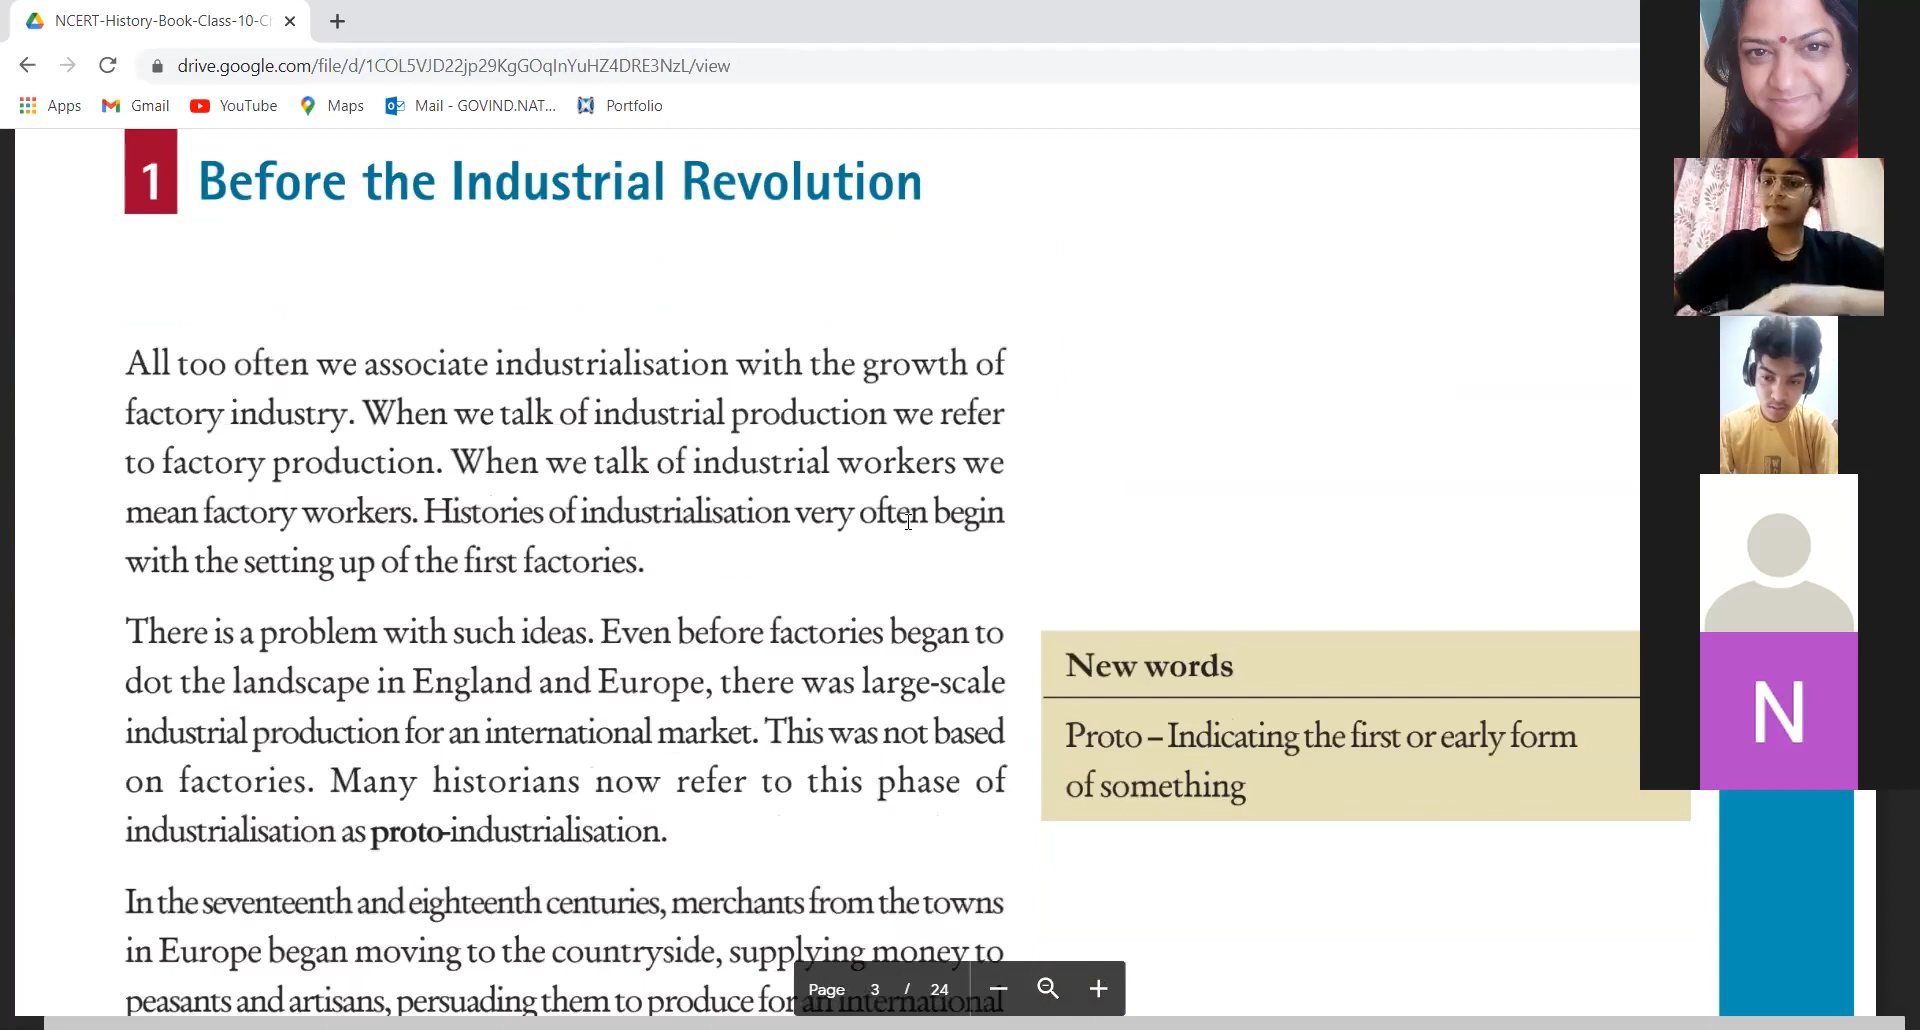 NCERT-History-Book-Class-10-C
drive.google.com/file/d/1COL5VJD22jp29KgGOqInYuHZ4DRE3NzL/view
Apps Gmail YouTube Maps Mail - GOVIND.NAT... Portfolio
1 Before the Industrial Revolution
All too often we associate industrialisation with the growth of
factory industry. When we talk of industrial production we refer
to factory production. When we talk of industrial workers we
mean factory workers. Histories of industrialisation very often begin
with the setting up of the first factories.
There is a problem with such ideas. Even before factories began to
dot the landscape in England and Europe, there was large-scale
industrial production for an international market. This was not based
on factories. Many historians now refer to this phase of
industrialisation as proto-industrialisation.
In the seventeenth and eighteenth centuries, merchants from the towns
in Europe began moving to the countryside, supplying money to
peasants and artisans, persuading them to produce for an international
New words
Proto – Indicating the first or early form
of something
Page 3 / 24
N